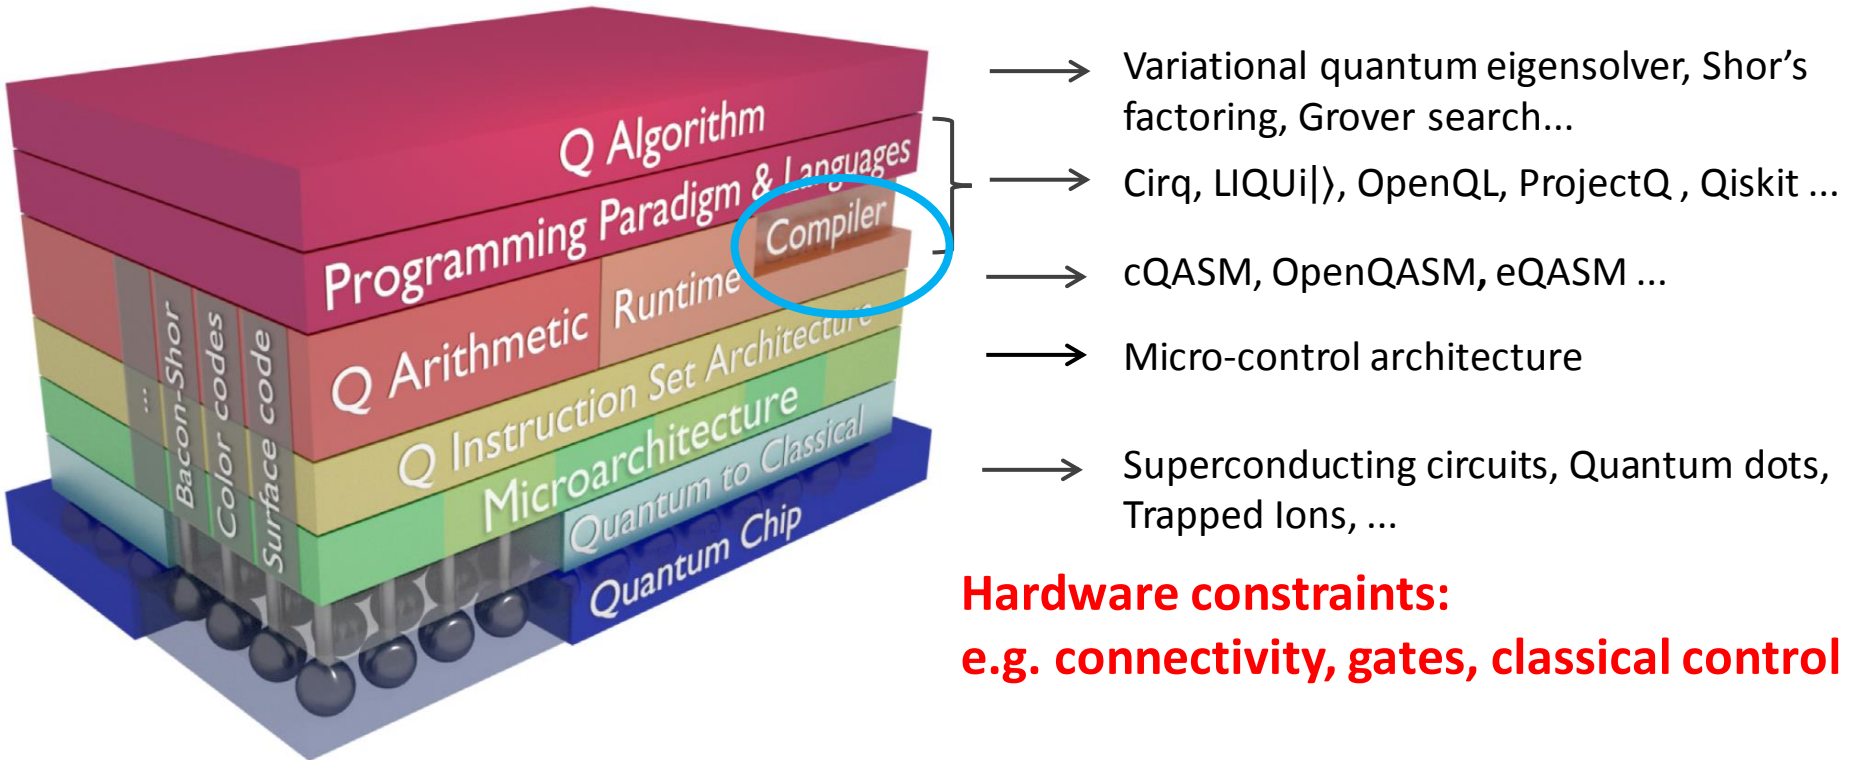 Q Algorithm
Programming Paradigm & Languages
Compiler
Runtime
Q Arithmetic
Q Instruction Set Architecture
Microarchitecture
Quantum to Classical
Quantum Chip
...
Bacon-Shor
Color codes
Surface code
Variational quantum eigensolver, Shor’s
factoring, Grover search...
Cirq, LIQUi|⟩, OpenQL, ProjectQ , Qiskit ...
cQASM, OpenQASM, eQASM ...
Micro-control architecture
Superconducting circuits, Quantum dots,
Trapped Ions, ...
Hardware constraints:
e.g. connectivity, gates, classical control